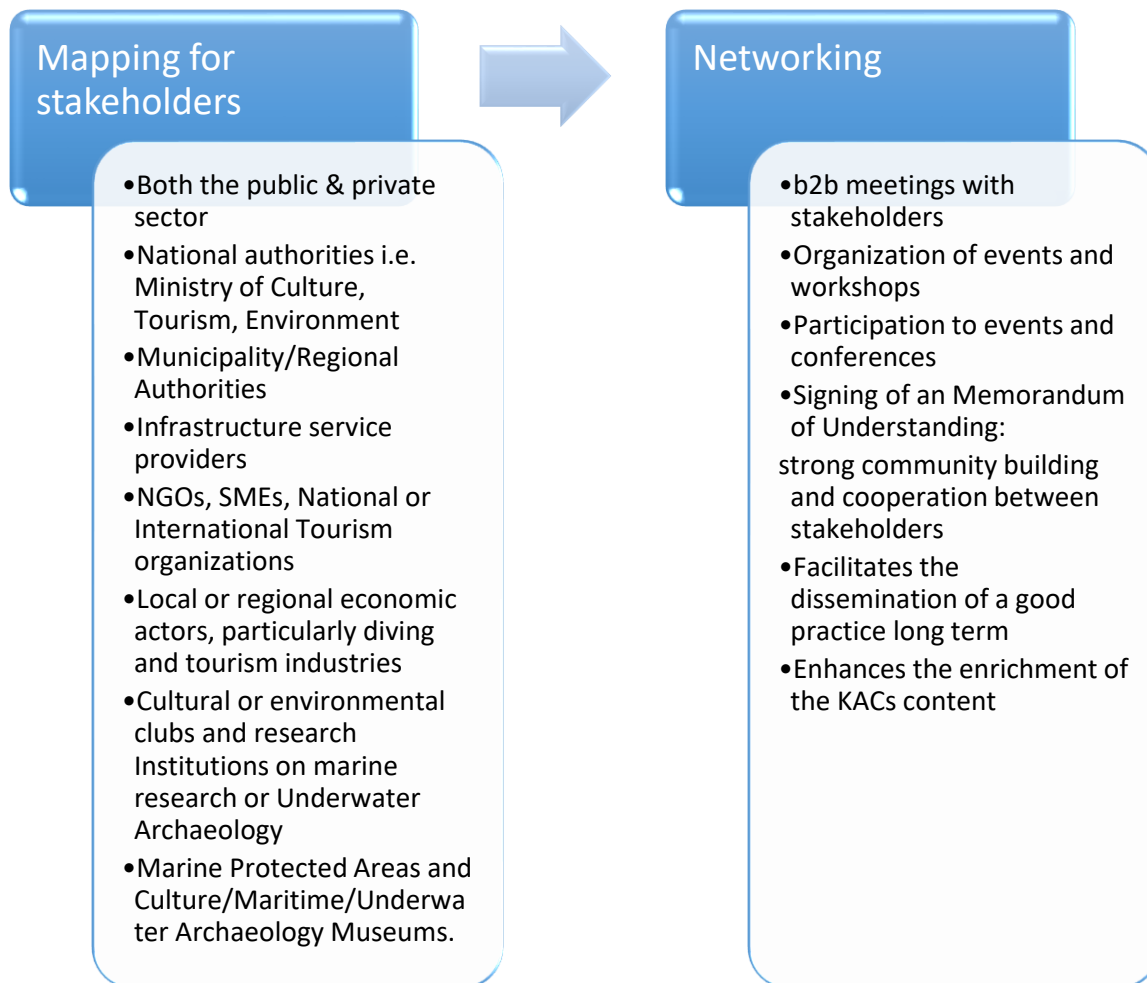 Mapping for
stakeholders
•Both the public & private
sector
•National authorities i.e.
Ministry of Culture,
Tourism, Environment
•Municipality/Regional
Authorities
•Infrastructure service
providers
•NGOs, SMEs, National or
International Tourism
organizations
•Local or regional economic
actors, particularly diving
and tourism industries
•Cultural or environmental
clubs and research
Institutions on marine
research or Underwater
Archaeology
•Marine Protected Areas and
Culture/Maritime/Underwa
ter Archaeology Museums.
Networking
•b2b meetings with
stakeholders
•Organization of events and
workshops
•Participation to events and
conferences
•Signing of an Memorandum
of Understanding:
strong community building
and cooperation between
stakeholders
•Facilitates the
dissemination of a good
practice long term
•Enhances the enrichment of
the KACs content